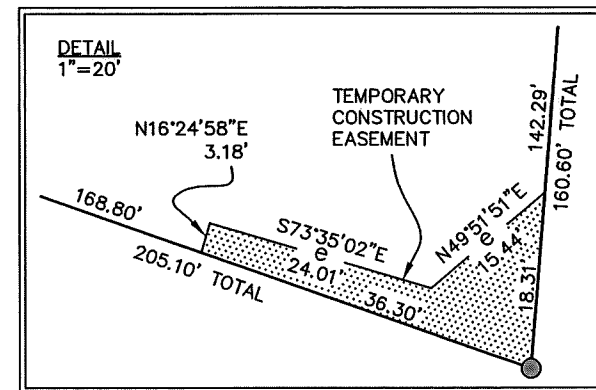 DETAIL
1"=20'
N16°24'58"E
3.18'
TEMPORARY
CONSTRUCTION
EASEMENT
142.29'
160.60' TOTAL
168.80'
205.10' TOTAL
S73°35'02"E
e
24.01'
36.30'
N49°51'51"E
e
15.44'
18.31'